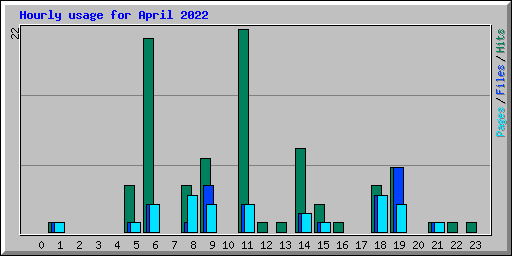 Hourly usage for April 2022
22
Pages/Files/Hits
0 1 2 3 4 5 6 7 8 9 10 11 12 13 14 15 16 17 18 19 20 21 22 23